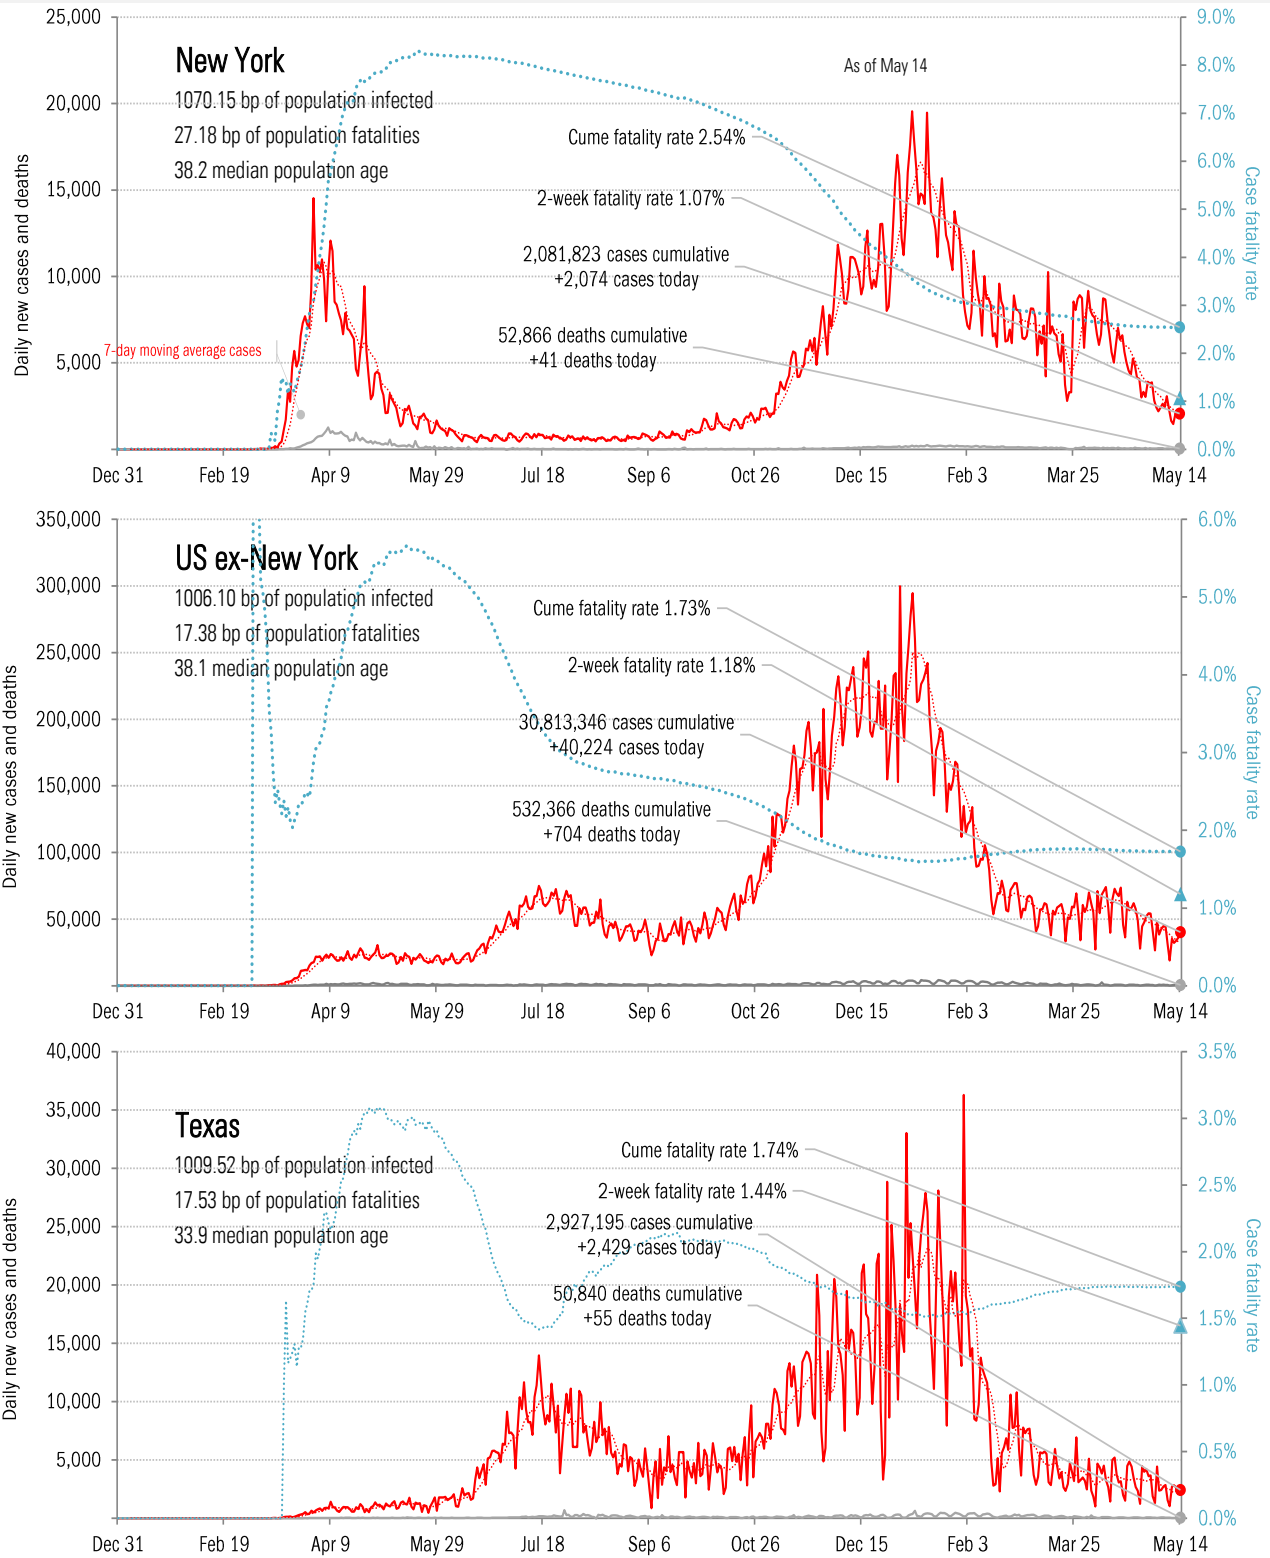 25,000
9.0%
New York
As of May 14
8.0%
1070.15 bp of population infected
20,000
7.0%
27.18 bp of population fatalities
Cume fatality rate 2.54%
38.2 median population age
6.0%
15,000
2-week fatality rate 1.07%
5.0%
2,081,823 cases cumulative
+2,074 cases today
4.0%
10,000
3.0%
52,866 deaths cumulative
+41 deaths today
7-day moving average cases
2.0%
5,000
1.0%
0.0%
Daily new cases and deaths
Case fatality rate
Dec 31 Feb 19 Apr 9 May 29 Jul 18 Sep 6 Oct 26 Dec 15 Feb 3 Mar 25 May 14
350,000
6.0%
US ex-New York
300,000
1006.10 bp of population infected
5.0%
Cume fatality rate 1.73%
17.38 bp of population fatalities
250,000
38.1 median population age
2-week fatality rate 1.18%
4.0%
200,000
30,813,346 cases cumulative
+40,224 cases today
3.0%
150,000
532,366 deaths cumulative
+704 deaths today
2.0%
100,000
50,000
1.0%
0.0%
Daily new cases and deaths
Case fatality rate
Dec 31 Feb 19 Apr 9 May 29 Jul 18 Sep 6 Oct 26 Dec 15 Feb 3 Mar 25 May 14
40,000
3.5%
35,000
3.0%
Texas
Cume fatality rate 1.74%
1009.52 bp of population infected
30,000
2-week fatality rate 1.44%
2.5%
17.53 bp of population fatalities
25,000
2,927,195 cases cumulative
+2,429 cases today
33.9 median population age
2.0%
20,000
50,840 deaths cumulative
+55 deaths today
1.5%
15,000
1.0%
10,000
0.5%
5,000
0.0%
Daily new cases and deaths
Case fatality rate
Dec 31 Feb 19 Apr 9 May 29 Jul 18 Sep 6 Oct 26 Dec 15 Feb 3 Mar 25 May 14